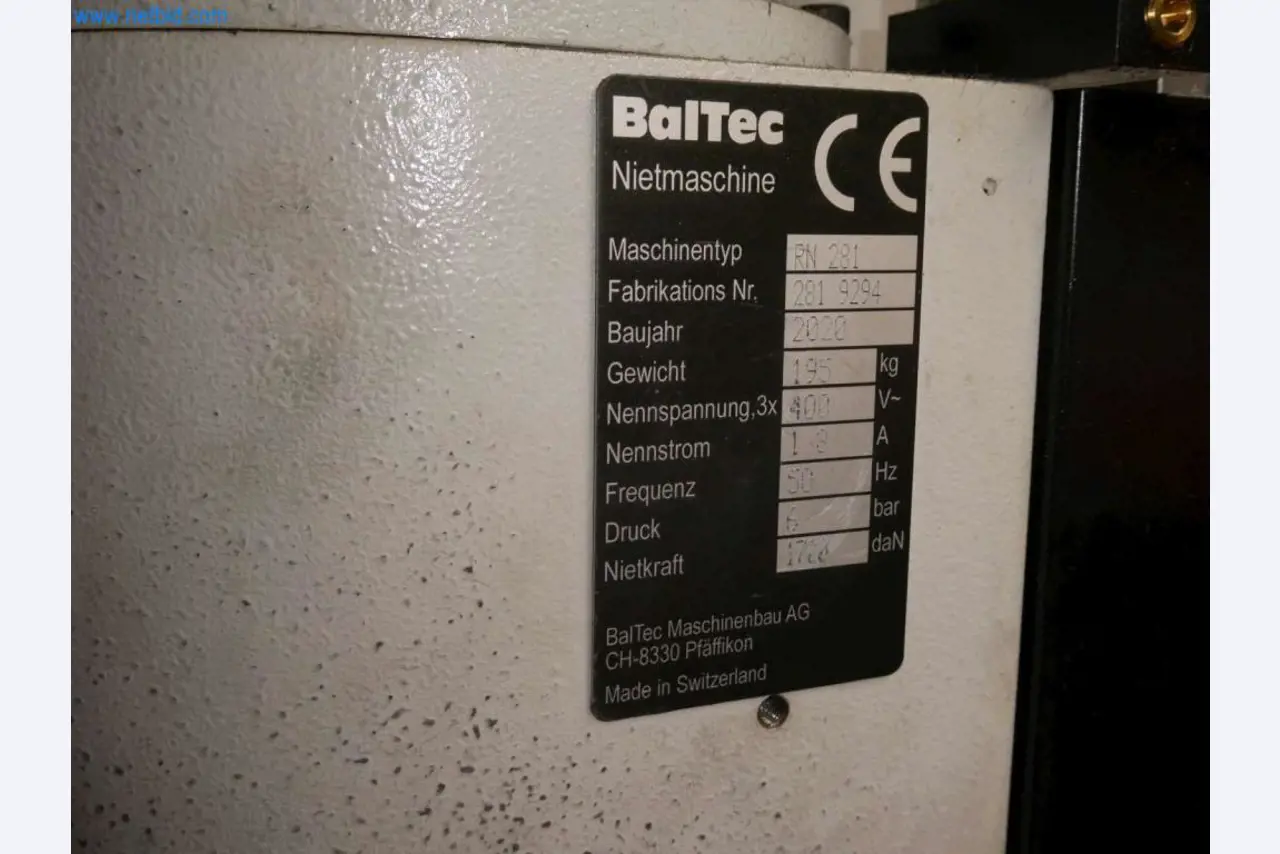 www.netbid.com
BalTec
CE
Nietmaschine
Maschinentyp RN 281
Fabrikations Nr. 281 9294
Baujahr 2020
Gewicht 195 kg
Nennspannung,3x 400 V~
Nennstrom A
Frequenz 50 Hz
Druck 6 bar
Nietkraft daN
BalTec Maschinenbau AG
CH-8330 Pfäffikon
Made in Switzerland